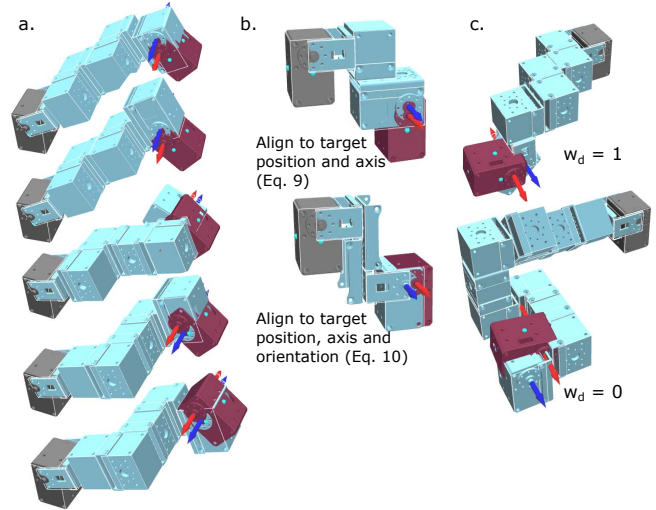 a.
b.
c.
Align to target
position and axis
(Eq. 9)
w_d = 1
Align to target
position, axis and
orientation (Eq. 10)
w_d = 0